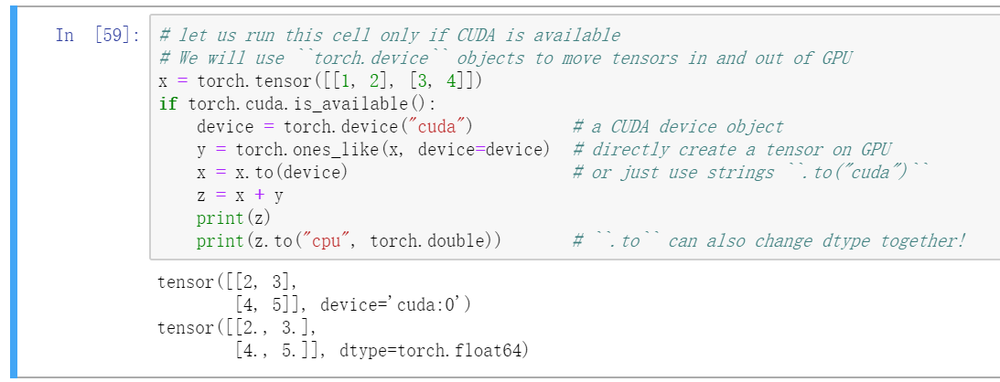 In [59]: # let us run this cell only if CUDA is available
# We will use ``torch.device`` objects to move tensors in and out of GPU
x = torch.tensor([[1, 2], [3, 4]])
if torch.cuda.is_available():
    device = torch.device("cuda")          # a CUDA device object
    y = torch.ones_like(x, device=device)  # directly create a tensor on GPU
    x = x.to(device)                       # or just use strings ``.to("cuda")``
    z = x + y
    print(z)
    print(z.to("cpu", torch.double))       # ``.to`` can also change dtype together!
tensor([[2, 3],
        [4, 5]], device='cuda:0')
tensor([[2., 3.],
        [4., 5.]], dtype=torch.float64)